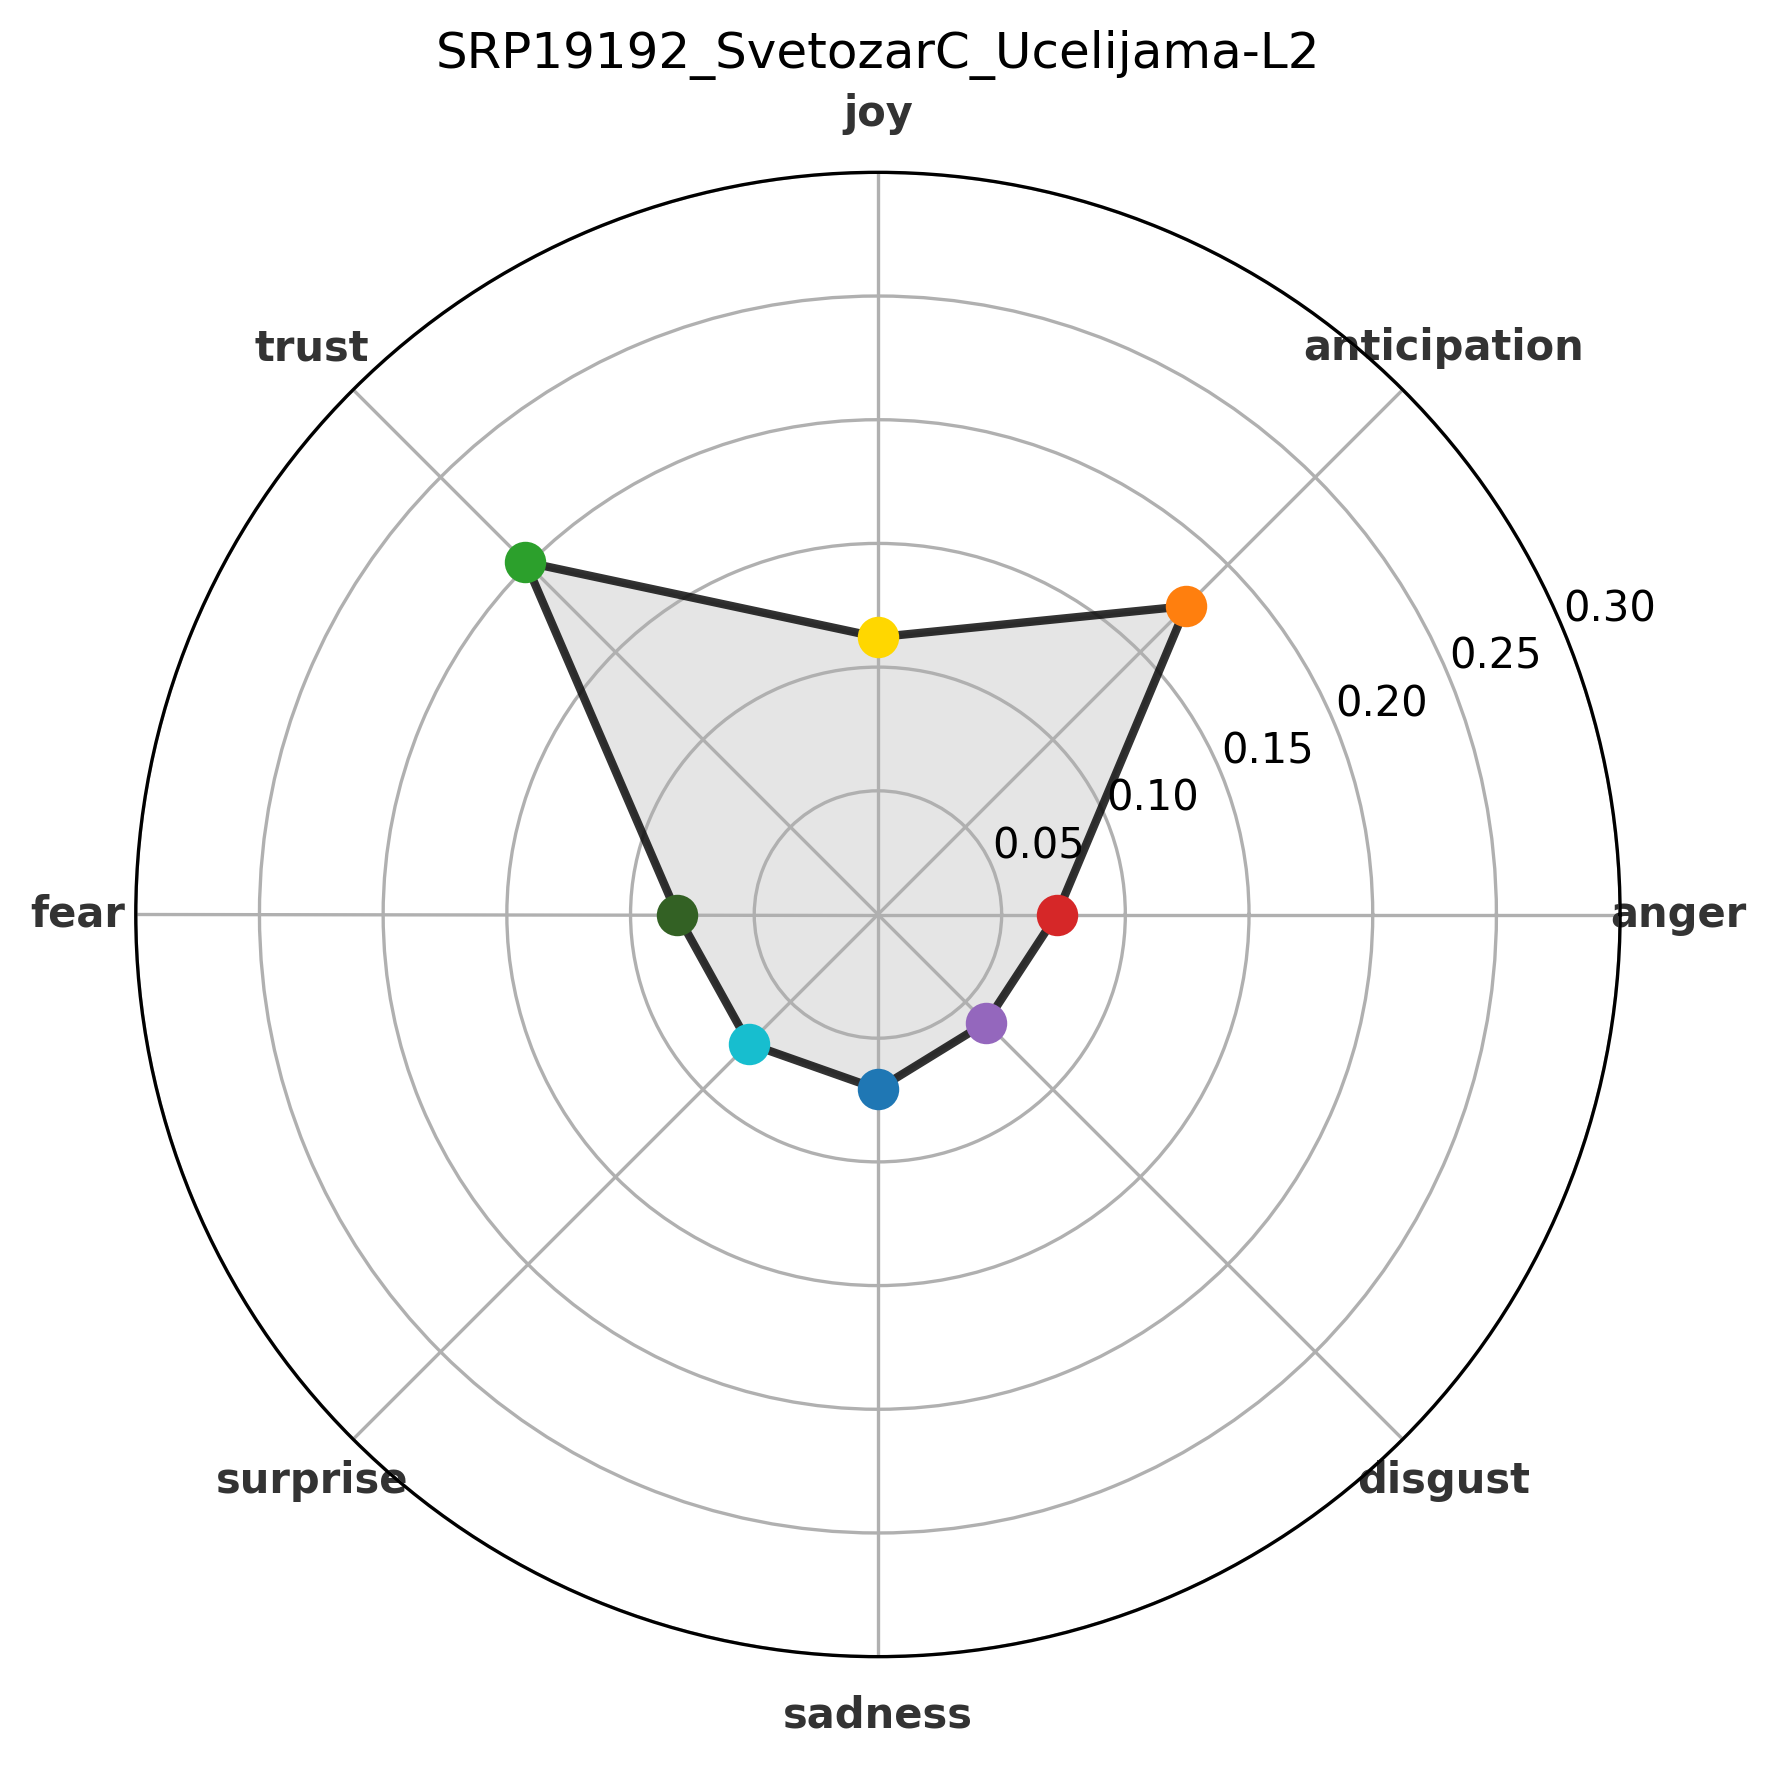 SRP19192_SvetozarC_Ucelijama-L2
joy
trust
anticipation
0.30
0.25
0.20
0.15
0.10
0.05
fear
anger
surprise
disgust
sadness